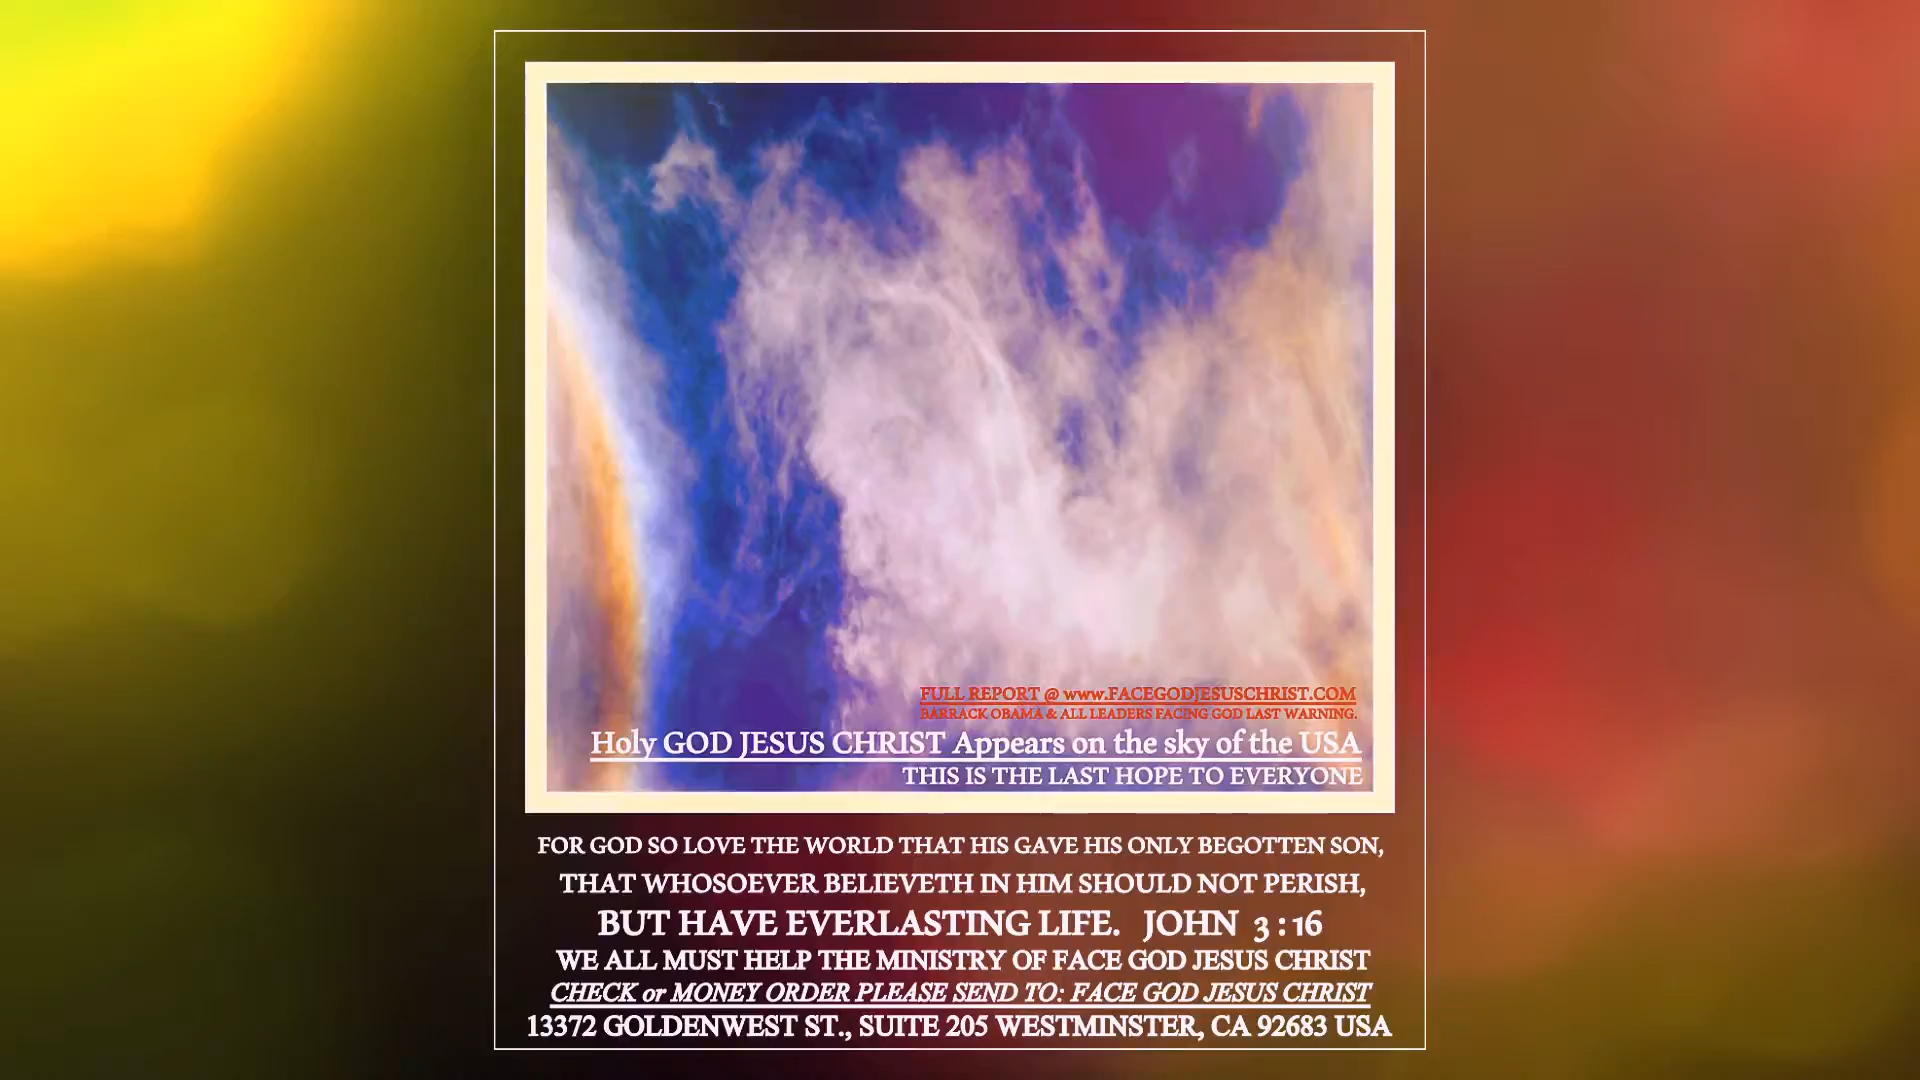 FULL REPORT @ www.FACEGODJESUSCHRIST.COM
BARRACK OBAMA & ALL LEADERS FACING GOD LAST WARNING.
Holy GOD JESUS CHRIST Appears on the sky of the USA
THIS IS THE LAST HOPE TO EVERYONE
FOR GOD SO LOVE THE WORLD THAT HIS GAVE HIS ONLY BEGOTTEN SON,
THAT WHOSOEVER BELIEVETH IN HIM SHOULD NOT PERISH,
BUT HAVE EVERLASTING LIFE. JOHN 3 : 16
WE ALL MUST HELP THE MINISTRY OF FACE GOD JESUS CHRIST
CHECK or MONEY ORDER PLEASE SEND TO: FACE GOD JESUS CHRIST
13372 GOLDENWEST ST., SUITE 205 WESTMINSTER, CA 92683 USA